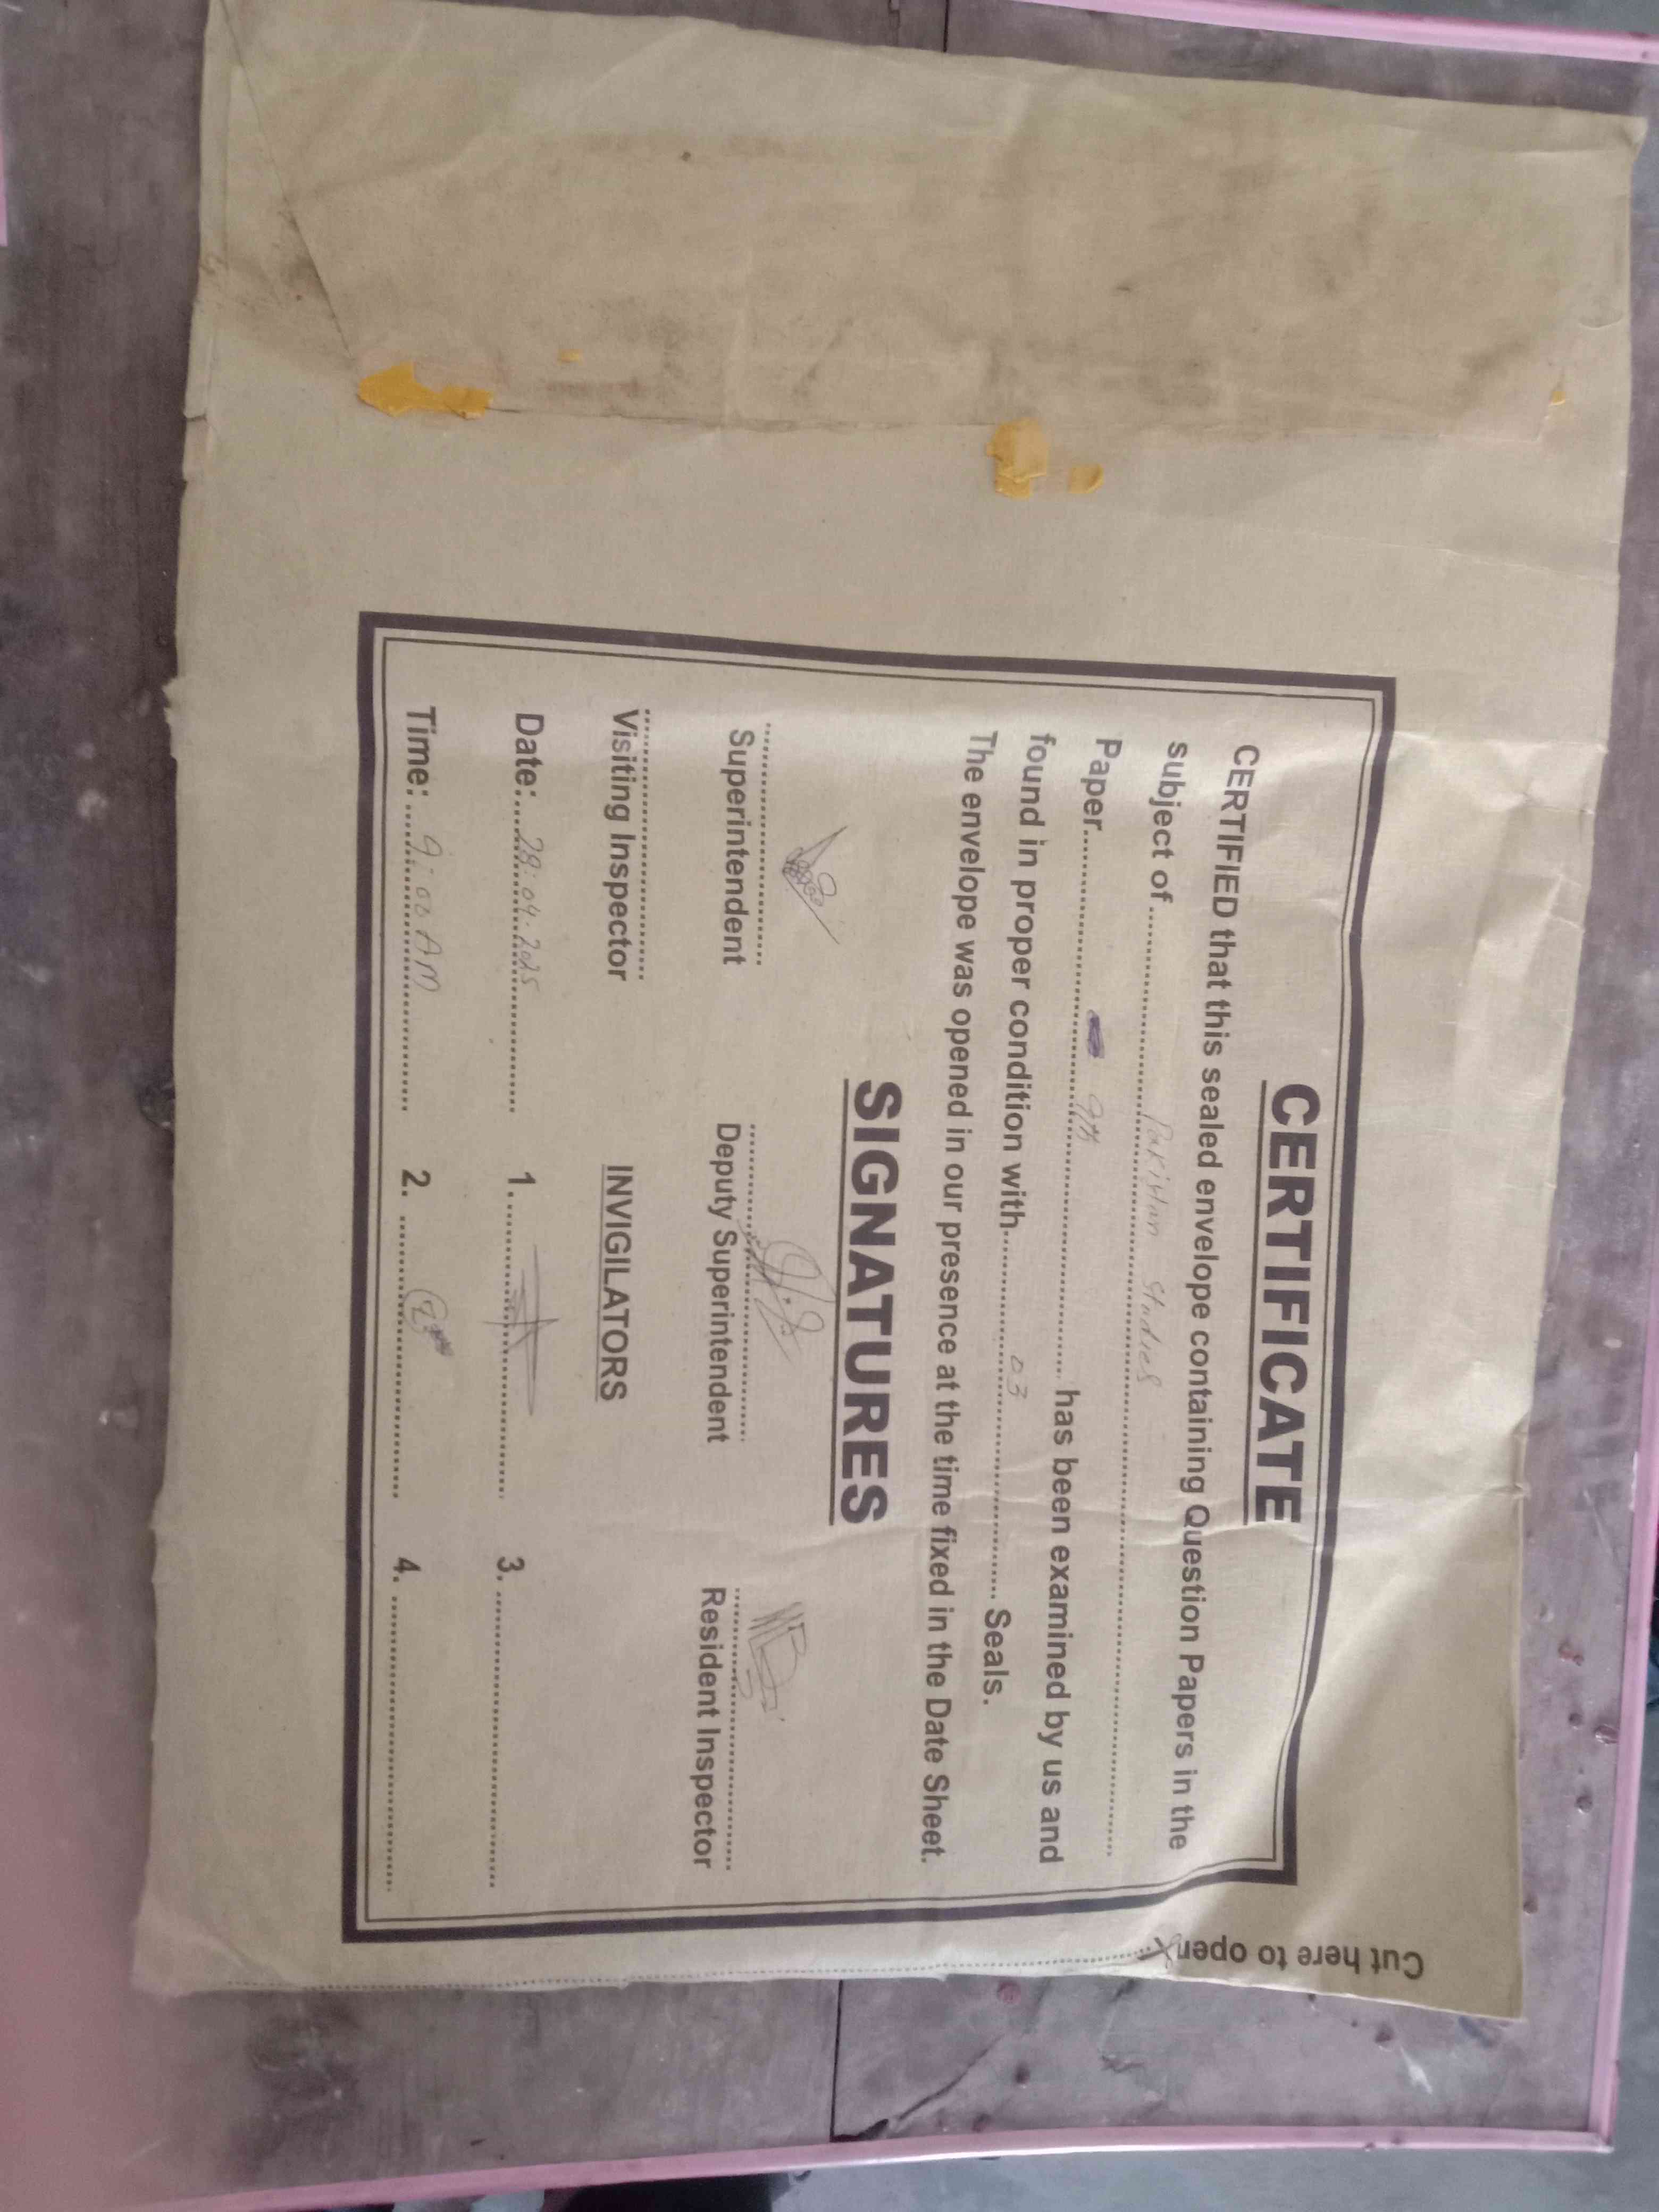 Cut here to open
CERTIFICATE
CERTIFIED that this sealed envelope containing Question Papers in the
subject of .......... Pakistan Studies ..........
Paper .......... 9th .......... has been examined by us and
found in proper condition with .......... 03 .......... Seals.
The envelope was opened in our presence at the time fixed in the Date Sheet.
SIGNATURES
Superintendent Deputy Superintendent Resident Inspector
Visiting Inspector INVIGILATORS
Date: 28.04.2025 1. .......... 3. ..........
Time: 9:00 AM 2. .......... 4. ..........